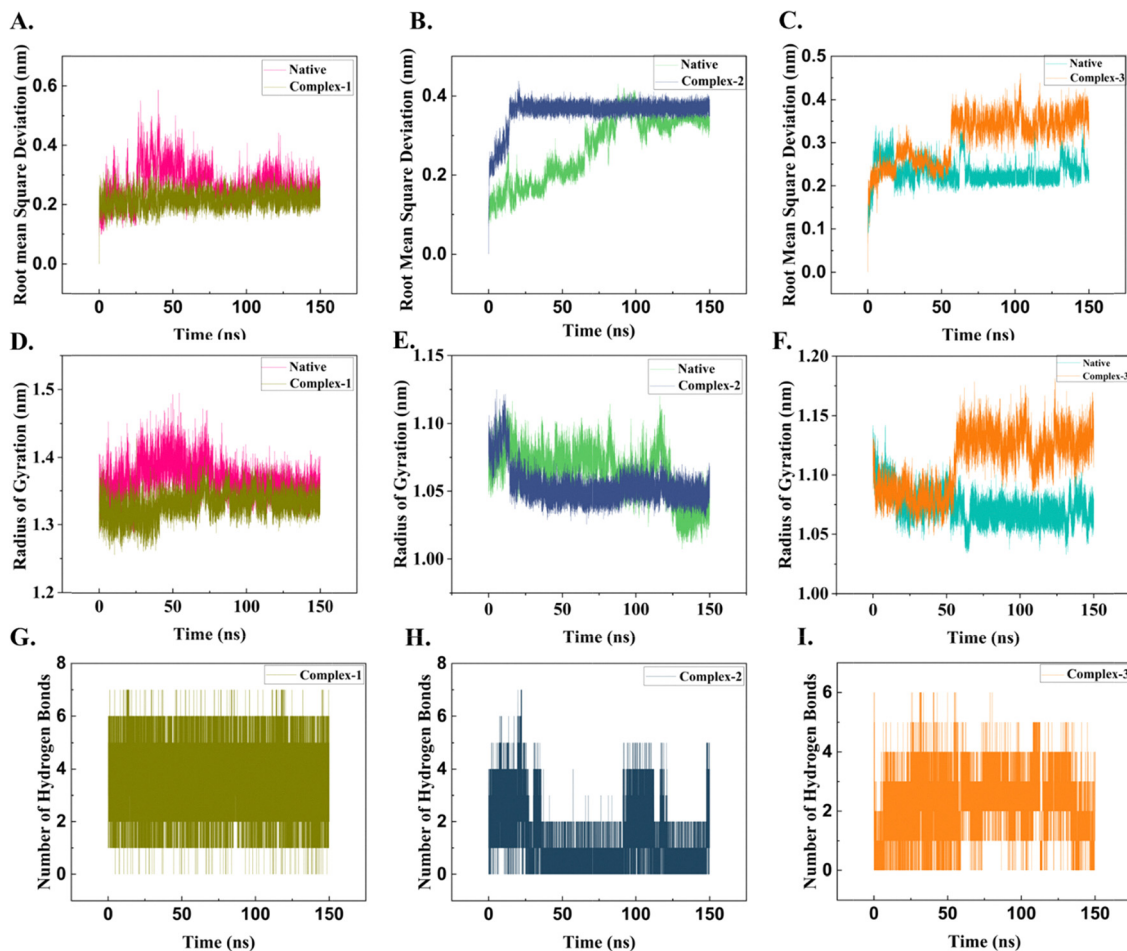 A.
Root mean Square Deviation (nm)
0.6
0.4
0.2
0.0
Native
Complex-1
0
50
100
150
Time (ns)
B.
Root Mean Square Deviation (nm)
0.4
0.2
0.0
Native
Complex-2
0
50
100
150
Time (ns)
C.
Root Mean Square Deviation (nm)
0.5
0.4
0.3
0.2
0.1
0.0
Native
Complex-3
0
50
100
150
Time (ns)
D.
Radius of Gyration (nm)
1.5
1.4
1.3
1.2
Native
Complex-1
0
50
100
150
Time (ns)
E.
Radius of Gyration (nm)
1.15
1.10
1.05
1.00
Native
Complex-2
0
50
100
150
Time (ns)
F.
Radius of Gyration (nm)
1.20
1.15
1.10
1.05
1.00
Native
Complex-3
0
50
100
150
Time (ns)
G.
Number of Hydrogen Bonds
8
6
4
2
0
Complex-1
0
50
100
150
Time (ns)
H.
Number of Hydrogen Bonds
8
6
4
2
0
Complex-2
0
50
100
150
Time (ns)
I.
Number of Hydrogen Bonds
6
4
2
0
Complex-3
0
50
100
150
Time (ns)